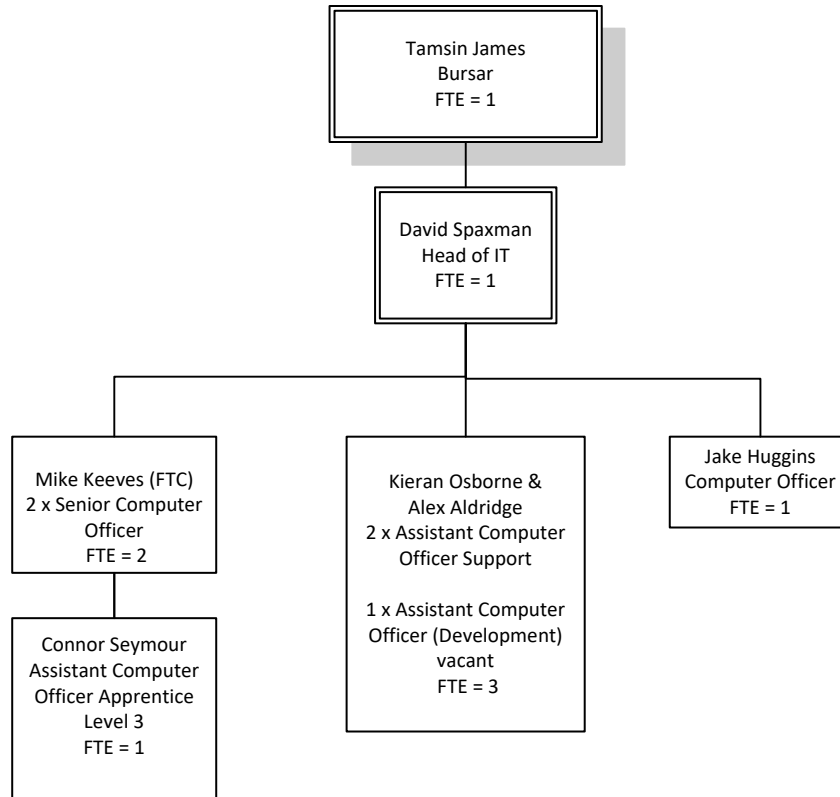 Tamsin James
Bursar
FTE = 1
David Spaxman
Head of IT
FTE = 1
Mike Keeves (FTC)
2 x Senior Computer
Officer
FTE = 2
Connor Seymour
Assistant Computer
Officer Apprentice
Level 3
FTE = 1
Kieran Osborne &
Alex Aldridge
2 x Assistant Computer
Officer Support
1 x Assistant Computer
Officer (Development)
vacant
FTE = 3
Jake Huggins
Computer Officer
FTE = 1